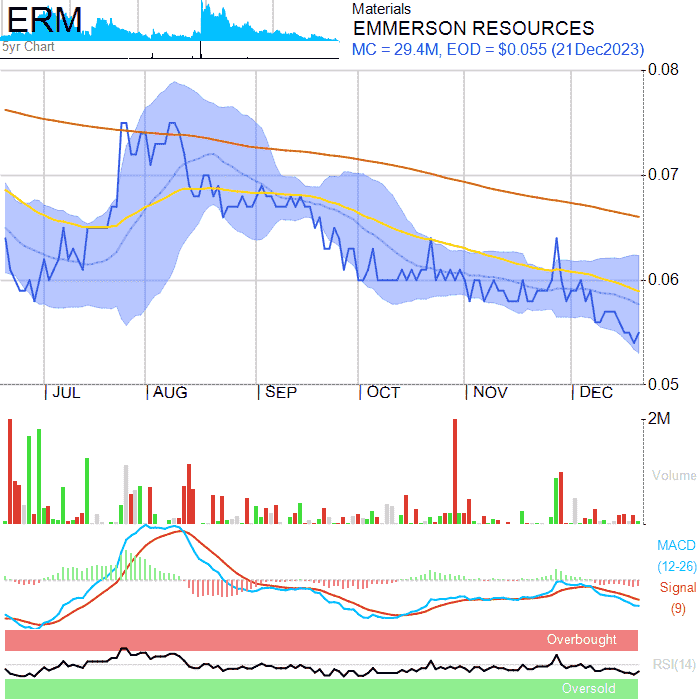 ERM
5yr Chart
Materials
EMMERSON RESOURCES
MC = 29.4M, EOD = $0.055 (21Dec2023)
0.08
0.07
0.06
0.05
JUL AUG SEP OCT NOV DEC
2M
Volume
MACD
(12-26)
Signal
(9)
Overbought
RSI(14)
Oversold